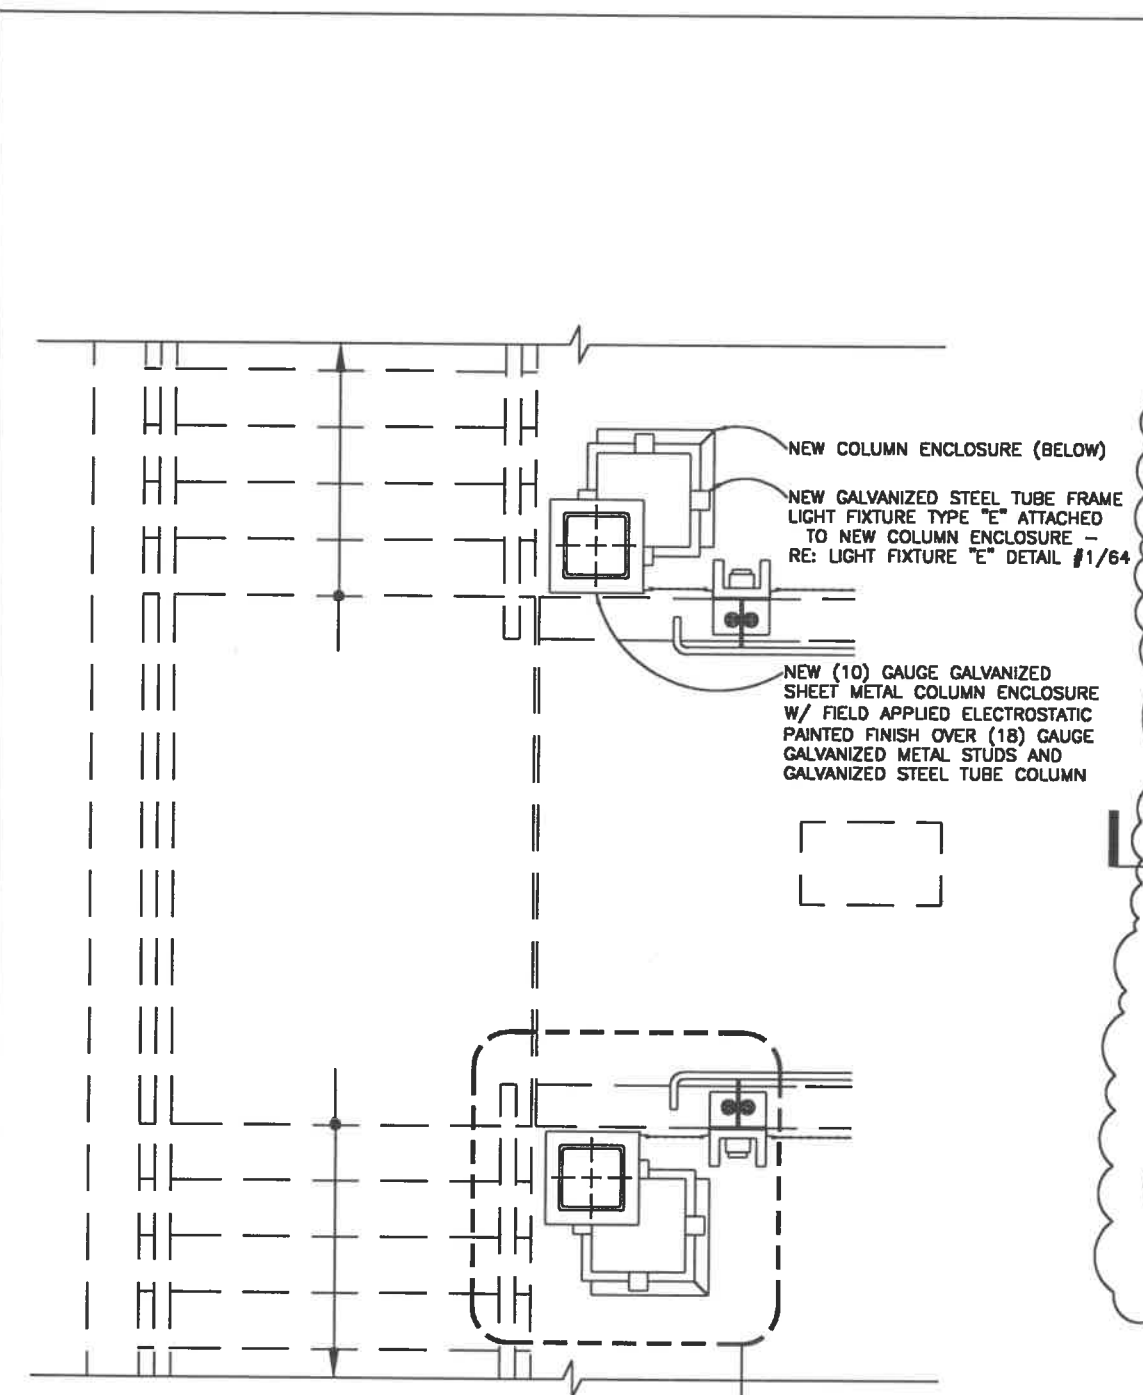 NEW COLUMN ENCLOSURE (BELOW)
NEW GALVANIZED STEEL TUBE FRAME
LIGHT FIXTURE TYPE "E" ATTACHED
TO NEW COLUMN ENCLOSURE -
RE: LIGHT FIXTURE "E" DETAIL #1/64
NEW (10) GAUGE GALVANIZED
SHEET METAL COLUMN ENCLOSURE
W/ FIELD APPLIED ELECTROSTATIC
PAINTED FINISH OVER (18) GAUGE
GALVANIZED METAL STUDS AND
GALVANIZED STEEL TUBE COLUMN